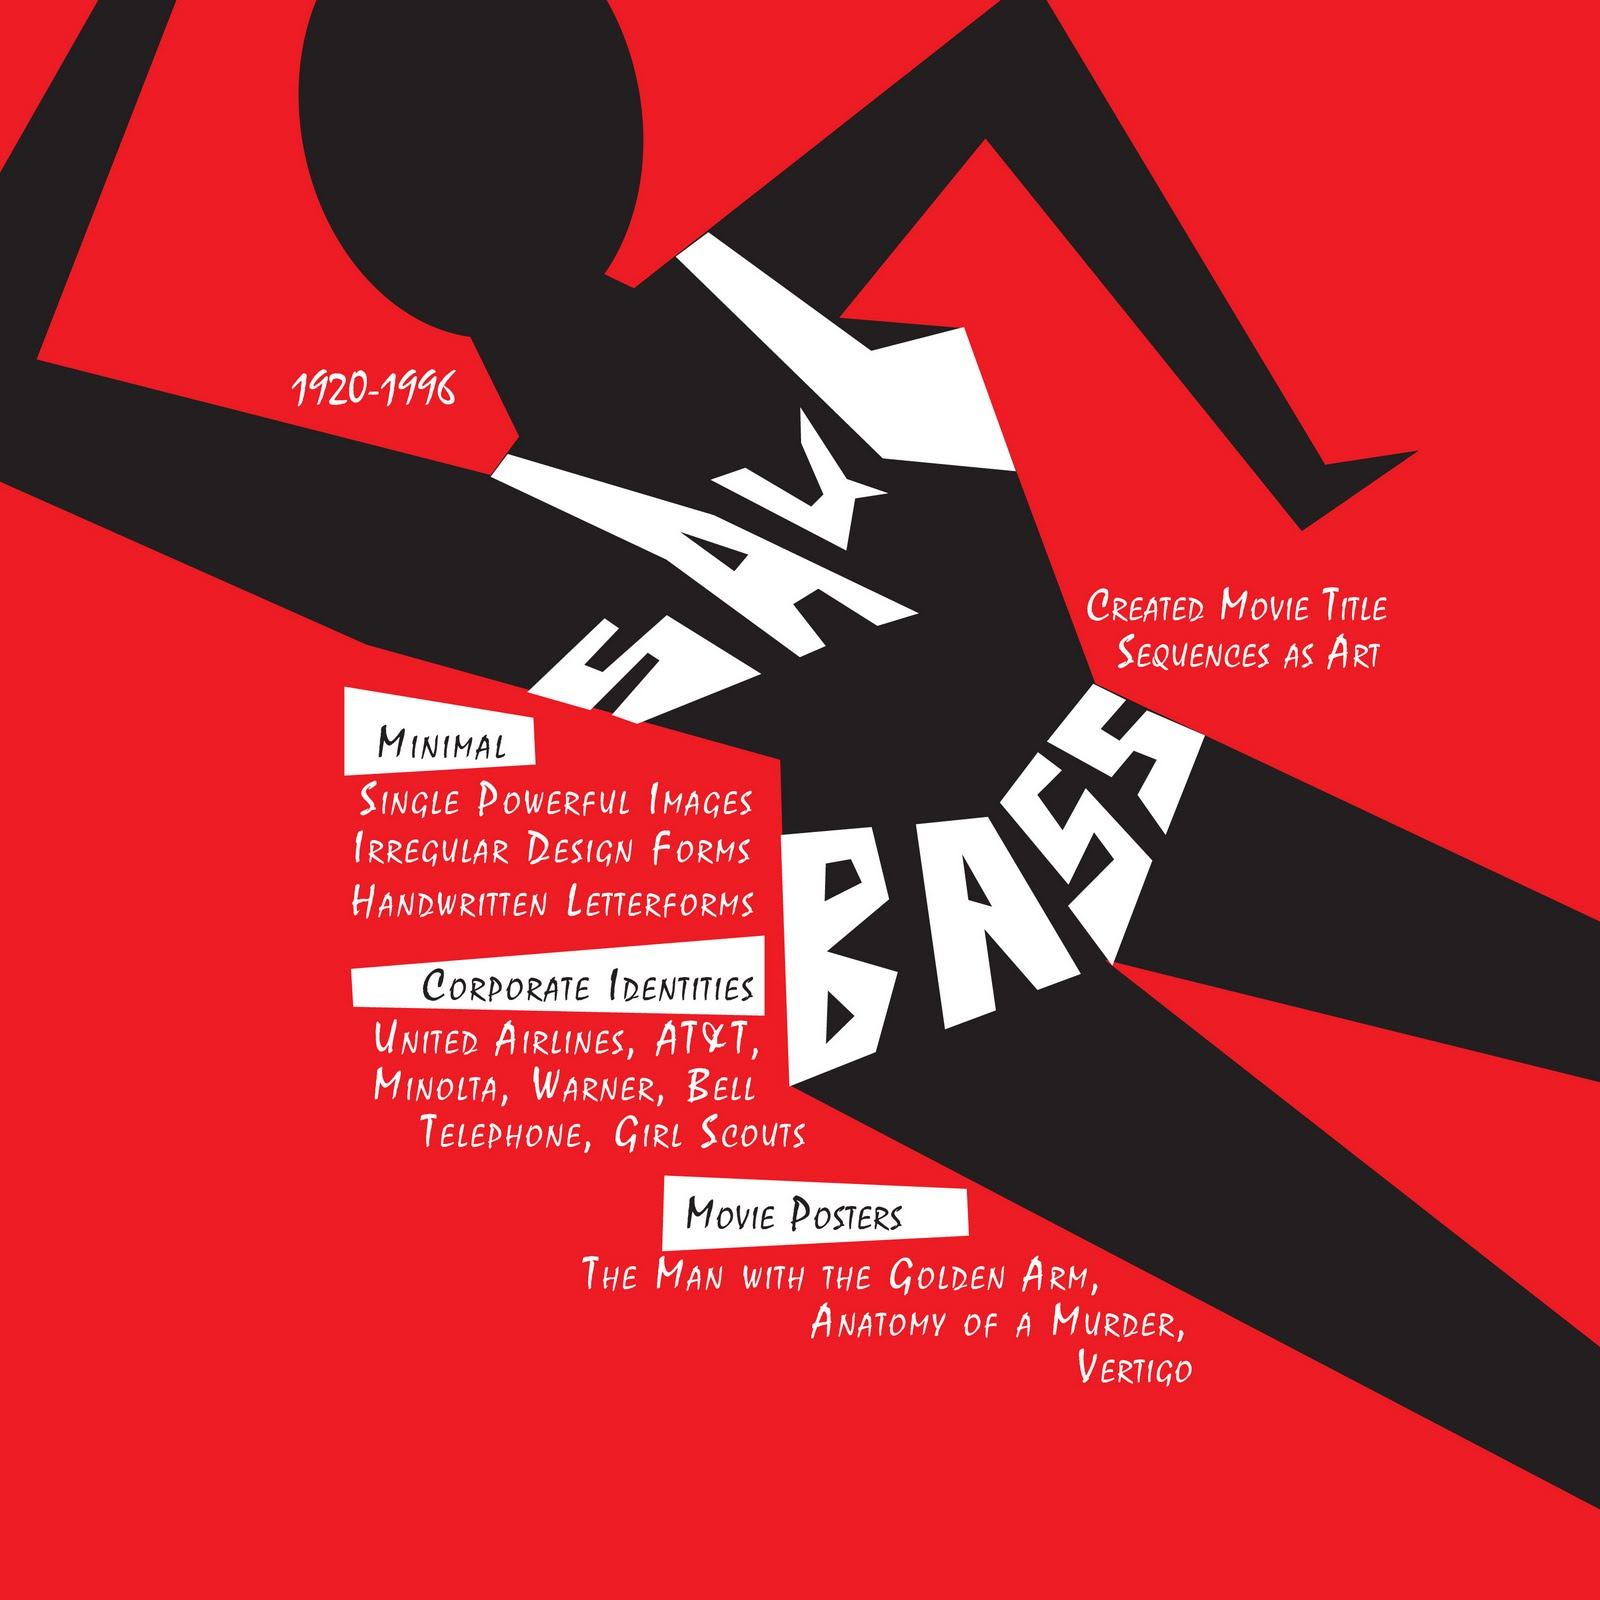 1920-1996
SAUL
BASS
Created Movie Title
Sequences as Art
Minimal
Single Powerful Images
Irregular Design Forms
Handwritten Letterforms
Corporate Identities
United Airlines, AT&T,
Minolta, Warner, Bell
Telephone, Girl Scouts
Movie Posters
The Man with the Golden Arm,
Anatomy of a Murder,
Vertigo